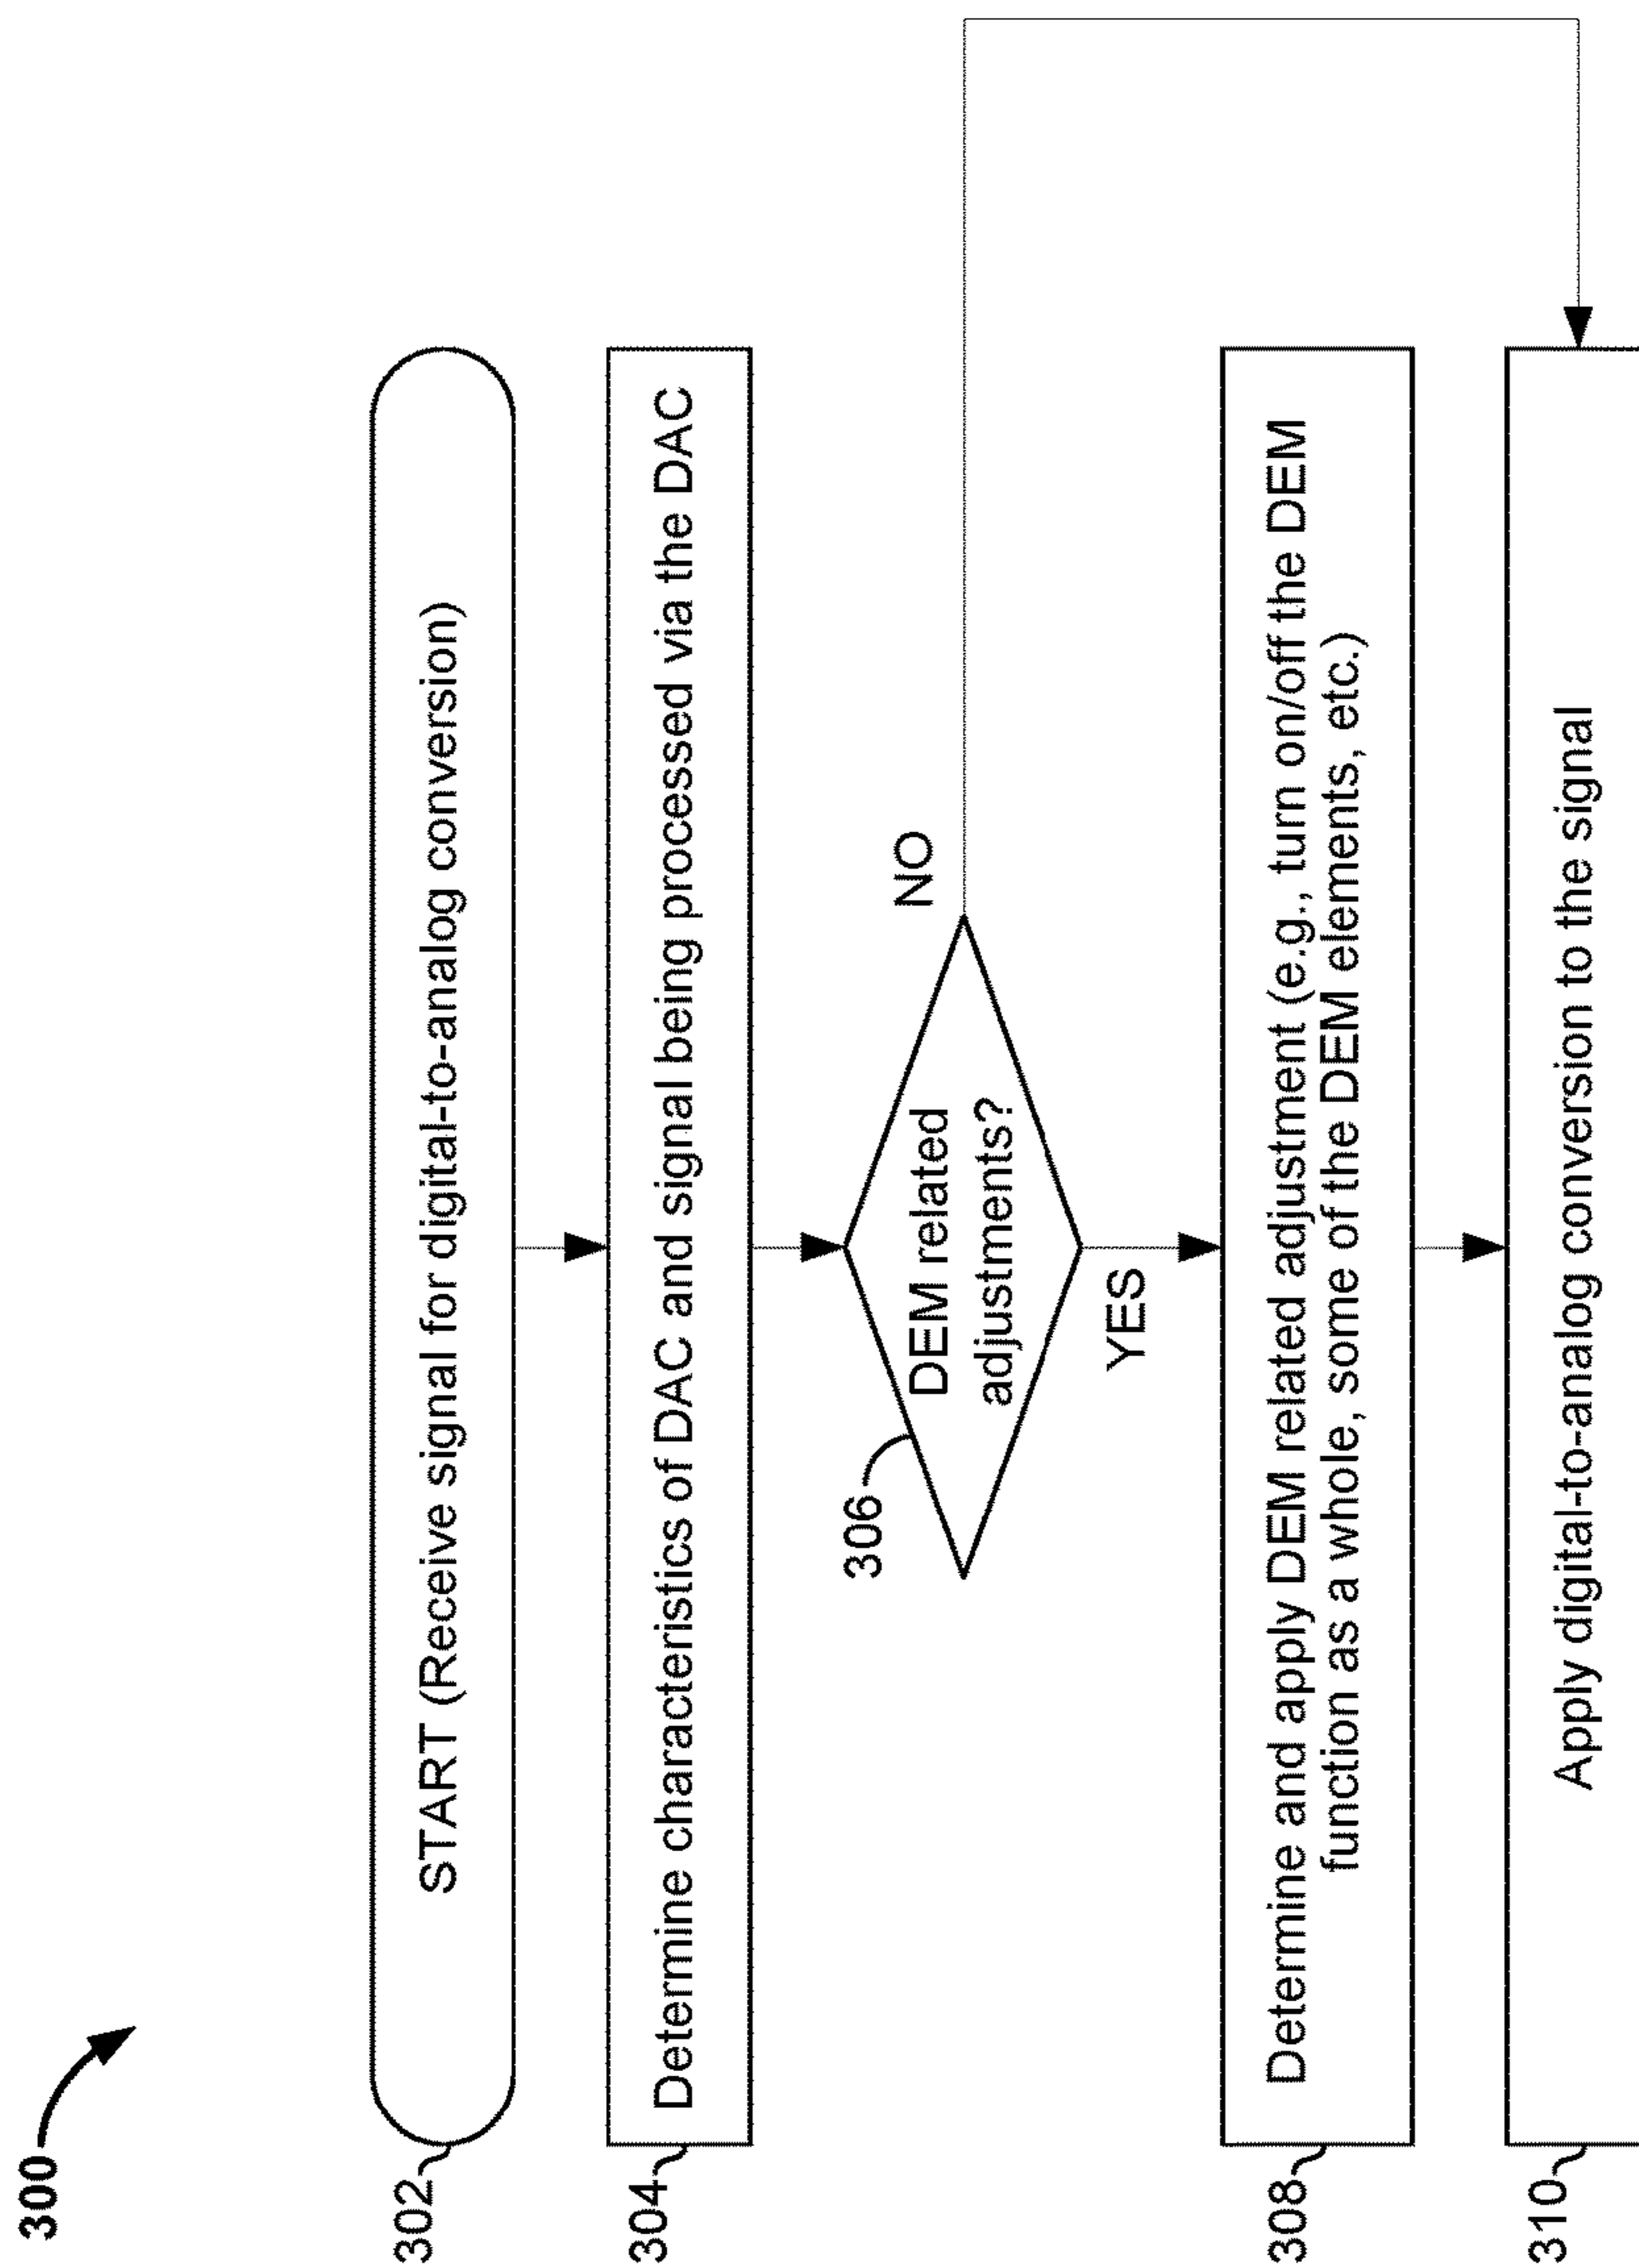 300
302
START (Receive signal for digital-to-analog conversion)
304
Determine characteristics of DAC and signal being processed via the DAC
306
DEM related
adjustments?
NO
YES
308
Determine and apply DEM related adjustment (e.g., turn on/off the DEM
function as a whole, some of the DEM elements, etc.)
310
Apply digital-to-analog conversion to the signal